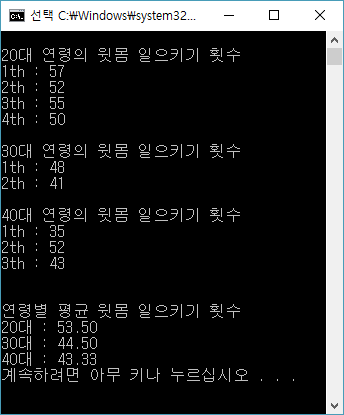 C:\. 선택 C:₩Windows₩system32...
20대 연령의 윗몸 일으키기 횟수
1th : 57
2th : 52
3th : 55
4th : 50
30대 연령의 윗몸 일으키기 횟수
1th : 48
2th : 41
40대 연령의 윗몸 일으키기 횟수
1th : 35
2th : 52
3th : 43
연령별 평균 윗몸 일으키기 횟수
20대 : 53.50
30대 : 44.50
40대 : 43.33
계속하려면 아무 키나 누르십시오 . . .